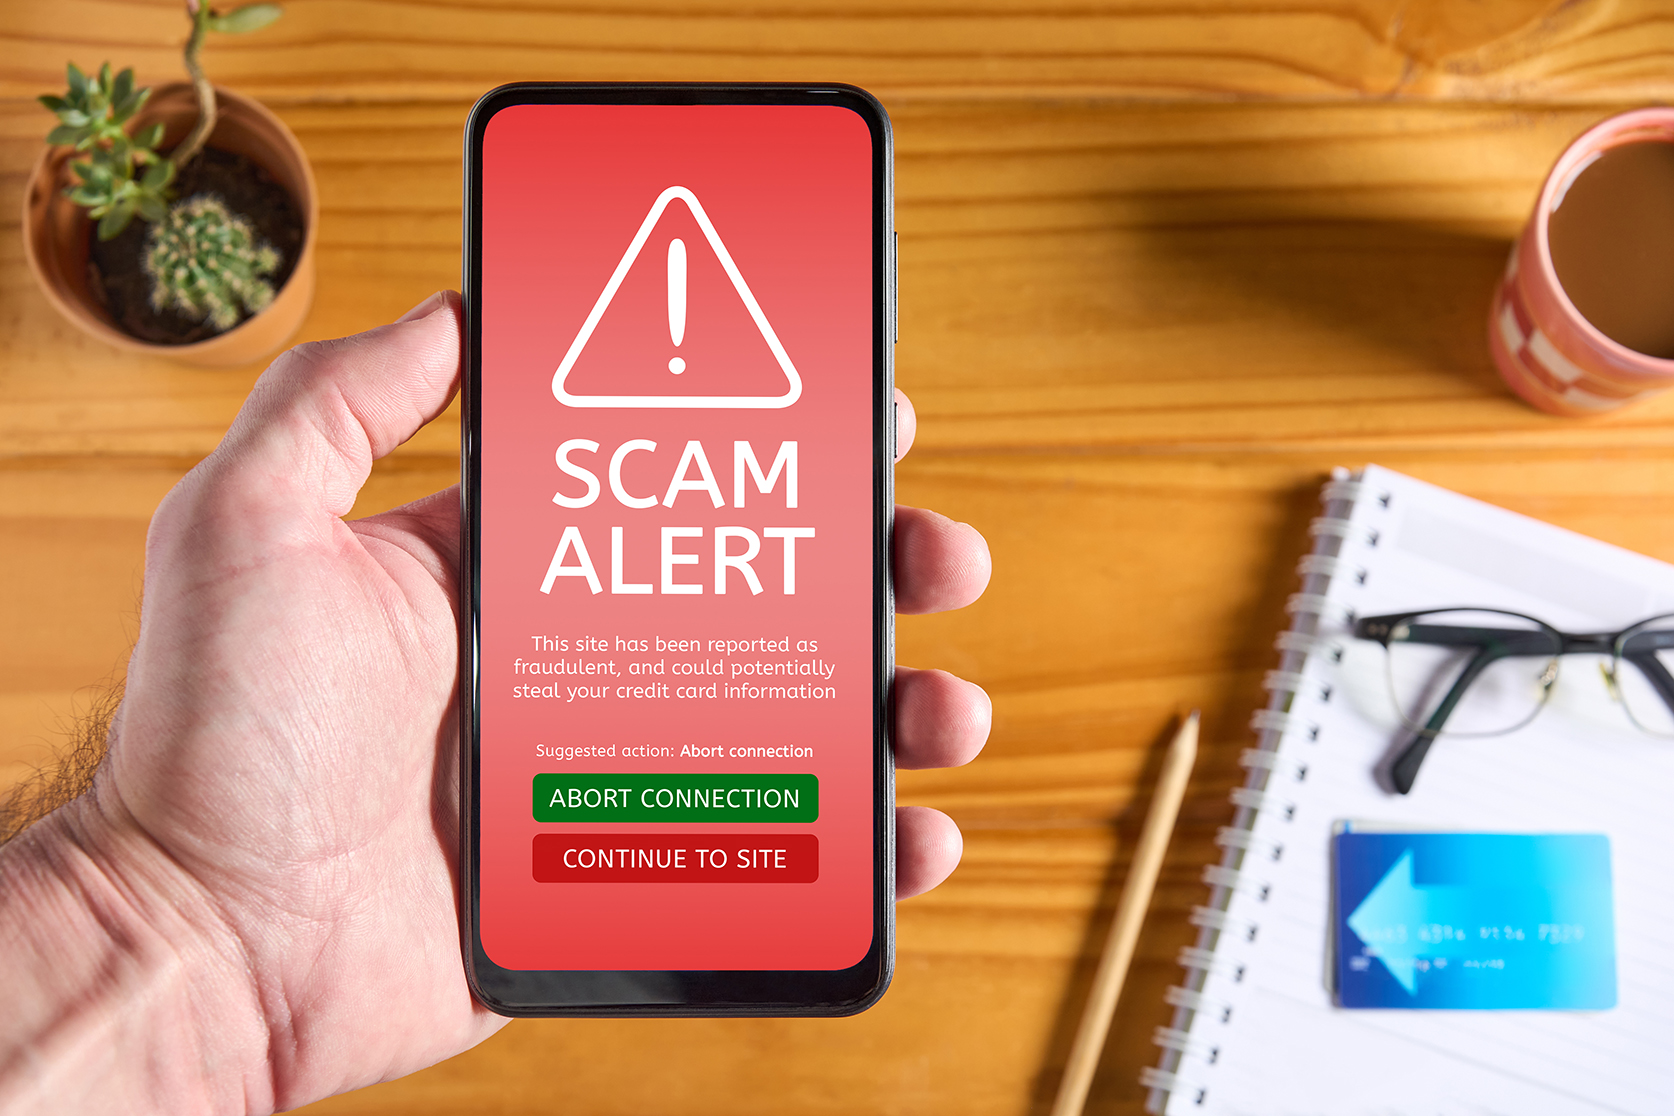 SCAM
ALERT
This site has been reported as
fraudulent, and could potentially
steal your credit card information
Suggested action: Abort connection
ABORT CONNECTION
CONTINUE TO SITE